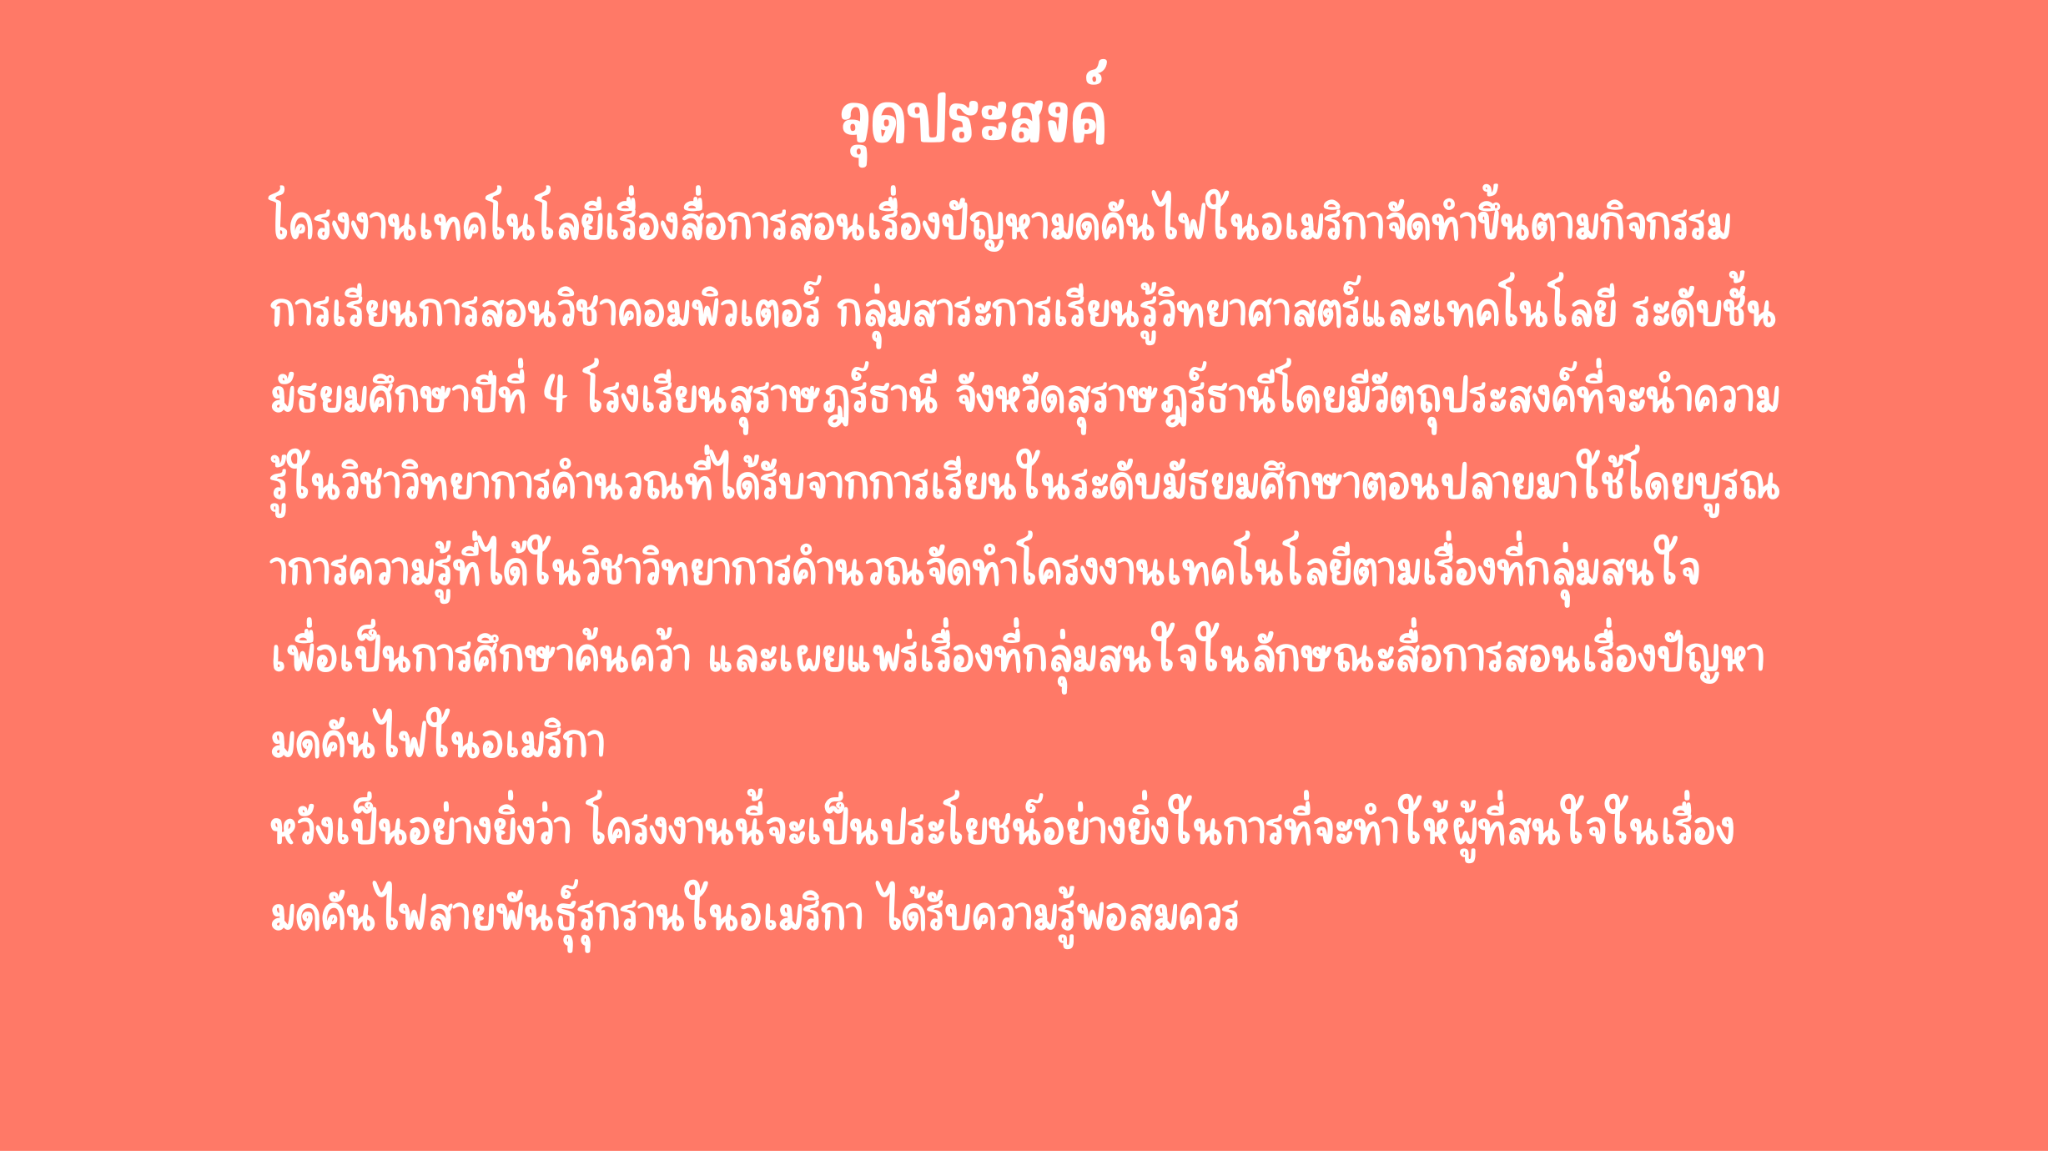 จุดประสงค์
โครงงานเทคโนโลยีเรื่องสื่อการสอนเรื่องปัญหามดคันไฟในอเมริกาจัดทำขึ้นตามกิจกรรม
การเรียนการสอนวิชาคอมพิวเตอร์ กลุ่มสาระการเรียนรู้วิทยาศาสตร์และเทคโนโลยี ระดับชั้น
มัธยมศึกษาปีที่ 4 โรงเรียนสุราษฎร์ธานี จังหวัดสุราษฎร์ธานีโดยมีวัตถุประสงค์ที่จะนำความ
รู้ในวิชาวิทยาการคำนวณที่ได้รับจากการเรียนในระดับมัธยมศึกษาตอนปลายมาใช้โดยบูรณ
าการความรู้ที่ได้ในวิชาวิทยาการคำนวณจัดทำโครงงานเทคโนโลยีตามเรื่องที่กลุ่มสนใจ
เพื่อเป็นการศึกษาค้นคว้า และเผยแพร่เรื่องที่กลุ่มสนใจในลักษณะสื่อการสอนเรื่องปัญหา
มดคันไฟในอเมริกา
หวังเป็นอย่างยิ่งว่า โครงงานนี้จะเป็นประโยชน์อย่างยิ่งในการที่จะทำให้ผู้ที่สนใจในเรื่อง
มดคันไฟสายพันธุ์รุกรานในอเมริกา ได้รับความรู้พอสมควร